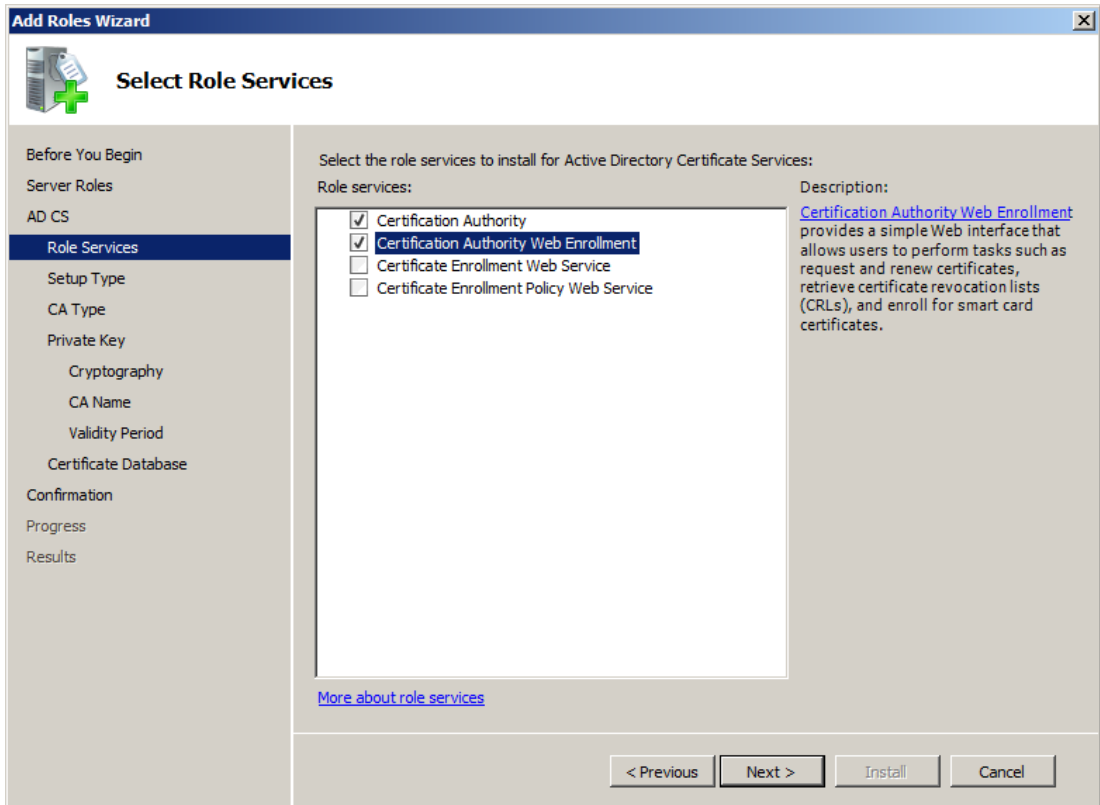 Add Roles Wizard
Select Role Services
Before You Begin
Server Roles
AD CS
Role Services
Setup Type
CA Type
Private Key
Cryptography
CA Name
Validity Period
Certificate Database
Confirmation
Progress
Results
Select the role services to install for Active Directory Certificate Services:
Role services:
Certification Authority
Certification Authority Web Enrollment
Certificate Enrollment Web Service
Certificate Enrollment Policy Web Service
More about role services
Description:
Certification Authority Web Enrollment
provides a simple Web interface that
allows users to perform tasks such as
request and renew certificates,
retrieve certificate revocation lists
(CRLs), and enroll for smart card
certificates.
< Previous
Next >
Install
Cancel